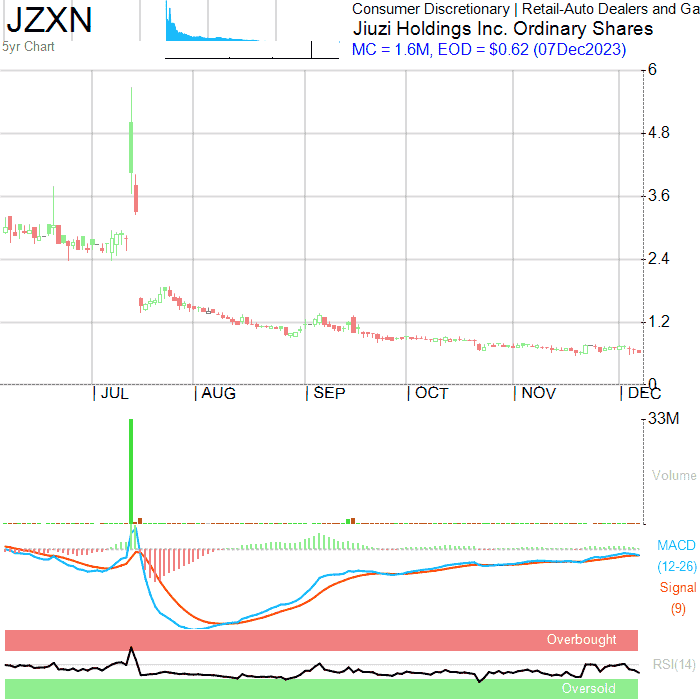 JZXN
5yr Chart
Consumer Discretionary | Retail-Auto Dealers and Ga
Jiuzi Holdings Inc. Ordinary Shares
MC = 1.6M, EOD = $0.62 (07Dec2023)
6
4.8
3.6
2.4
1.2
0
JUL AUG SEP OCT NOV DEC
33M
Volume
MACD
(12-26)
Signal
(9)
Overbought
RSI(14)
Oversold